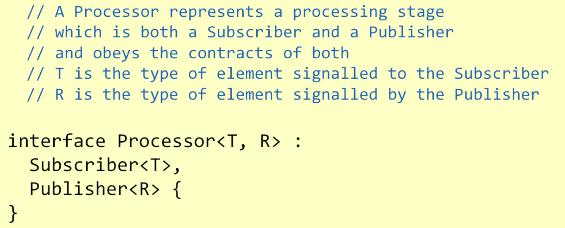 // A Processor represents a processing stage
// which is both a Subscriber and a Publisher
// and obeys the contracts of both
// T is the type of element signalled to the Subscriber
// R is the type of element signalled by the Publisher
interface Processor<T, R> :
Subscriber<T>,
Publisher<R> {
}